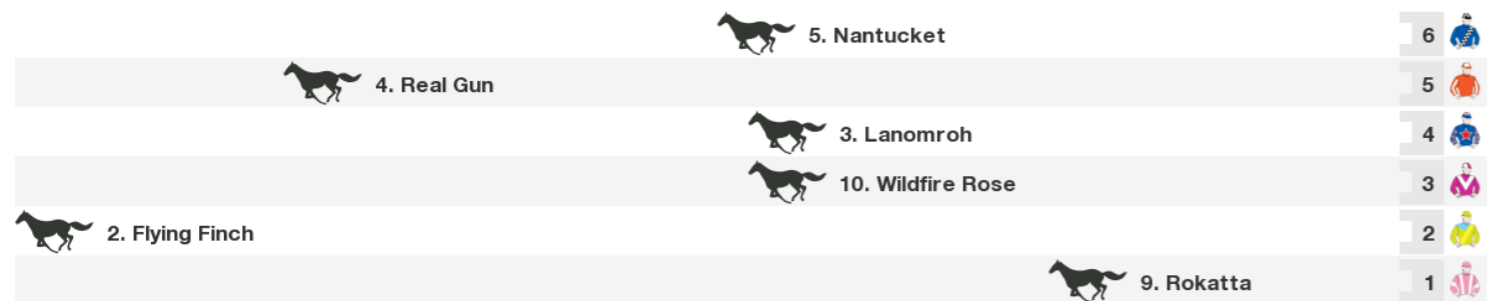 5. Nantucket 6
4. Real Gun 5
3. Lanomroh 4
10. Wildfire Rose 3
2. Flying Finch 2
9. Rokatta 1